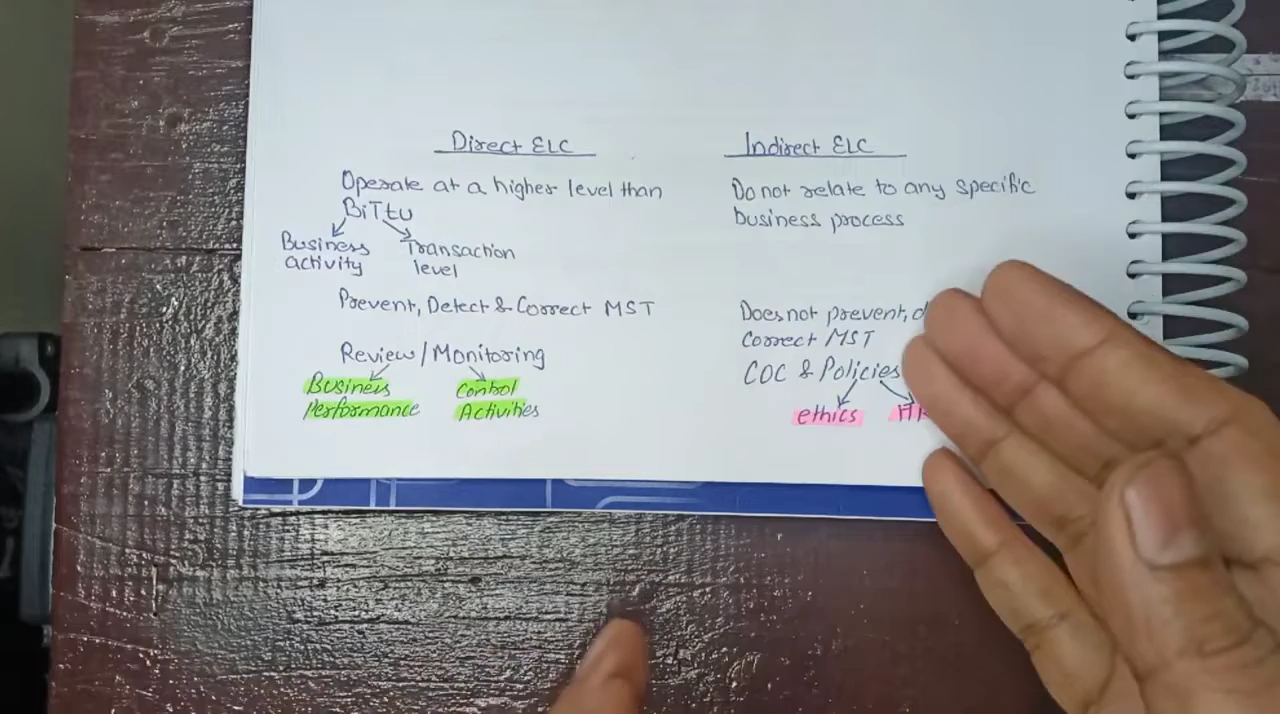 Direct ELC
Operate at a higher level than
BiTtu
Business
activity
Transaction
level
Prevent, Detect & Correct MST
Review/Monitoring
Business
Performance
Control
Activities
Indirect ELC
Do not relate to any specific
business process
Does not prevent,
Correct MST
COC & Policies
ethics